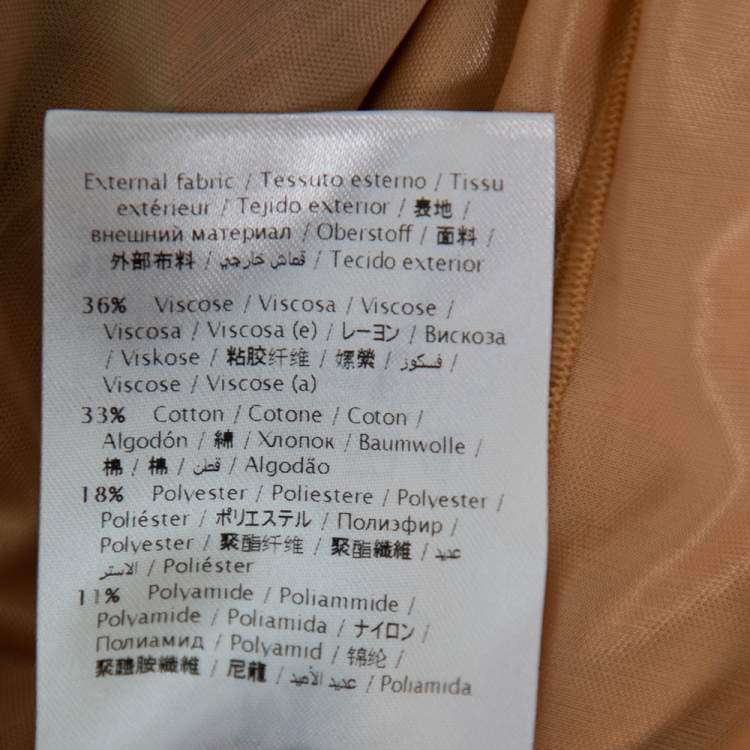 External fabric / Tessuto esterno / Tissu
extérieur / Tejido exterior / 表地 /
внешний материал / Oberstoff / 面料 /
外部布料 / قماش خارجي / Tecido exterior
36% Viscose / Viscosa / Viscose /
Viscosa / Viscosa (e) / レーヨン / Вискоза
/ Viskose / 粘胶纤维 / 嫘縈 / فسكوز /
Viscose / Viscose (a)
33% Cotton / Cotone / Coton /
Algodón / 綿 / Хлопок / Baumwolle /
棉 / 棉 / قطن / Algodão
18% Polyester / Poliestere / Polyester /
Poliéster / ポリエステル / Полиэфир /
Polyester / 聚酯纤维 / 聚酯纖維 / عديد
الاستر / Poliéster
11% Polyamide / Poliammide /
Polyamide / Poliamida / ナイロン /
Полиамид / Polyamid / 锦纶 /
聚醯胺纖維 / 尼龍 / عديد الأميد / Poliamida